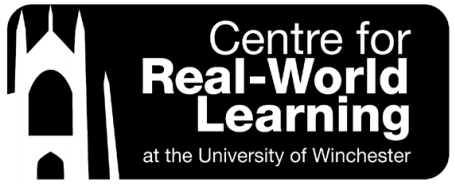 Centre for
Real-World
Learning
at the University of Winchester